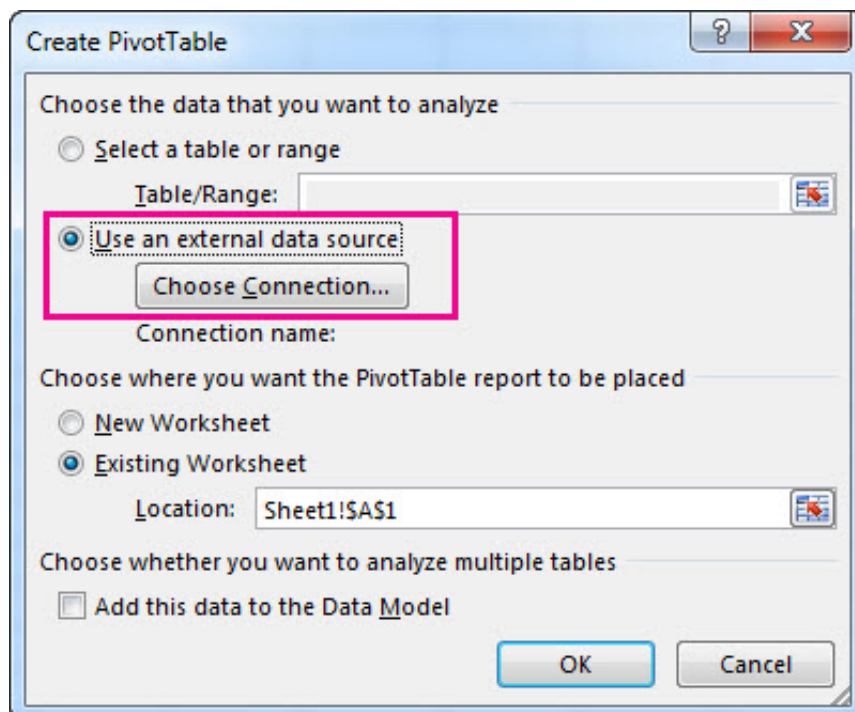 Create PivotTable
?
Choose the data that you want to analyze
Select a table or range
Table/Range:
Use an external data source
Choose Connection...
Connection name:
Choose where you want the PivotTable report to be placed
New Worksheet
Existing Worksheet
Location: Sheet1!$A$1
Choose whether you want to analyze multiple tables
Add this data to the Data Model
OK Cancel